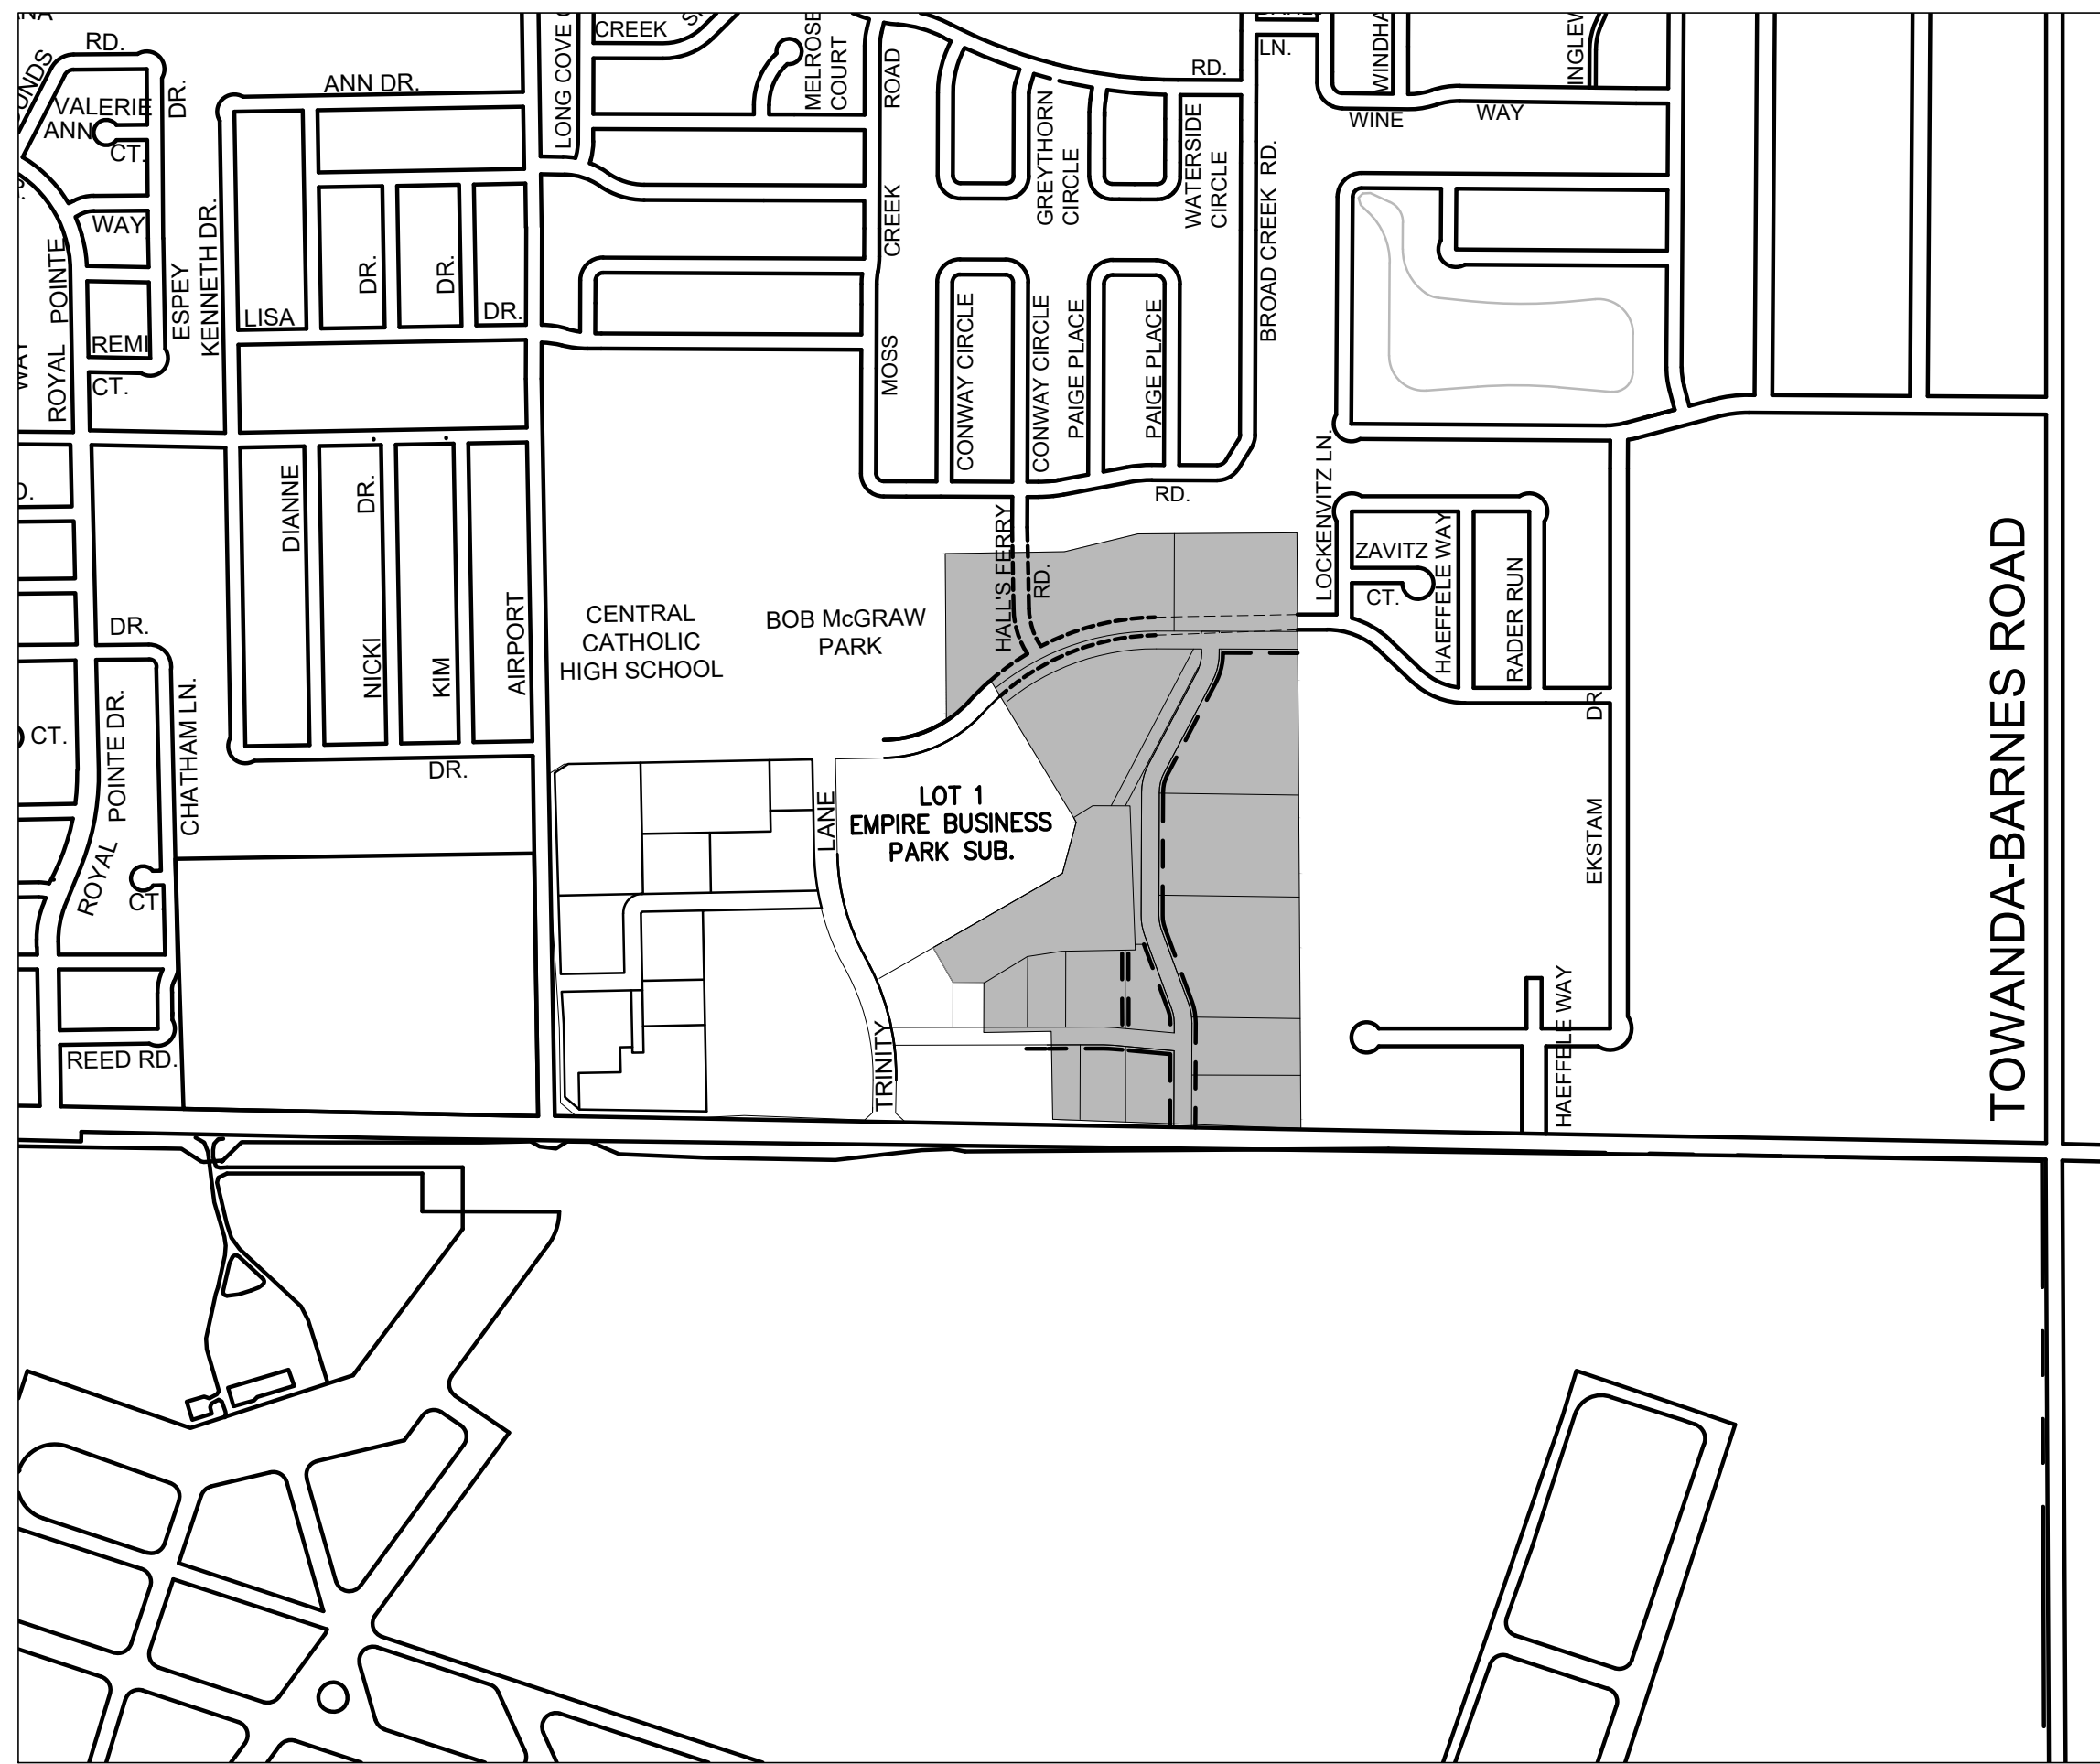 RD.
VALERIE
ANN
CT.
DR.
WAY
ROYAL POINTE
REMI
CT.
ESPEY
KENNETH DR.
ANN DR.
DR.
DR.
LISA
DR.
LONG COVE
CREEK
MELROSE
COURT
MOSS CREEK ROAD
RD.
GREYTHORN
CIRCLE
WATERSIDE
CIRCLE
BROAD CREEK RD.
LN.
WINE WAY
CONWAY CIRCLE
CONWAY CIRCLE
PAIGE PLACE
PAIGE PLACE
RD.
DIANNE
NICKI DR.
KIM
AIRPORT
DR.
DR.
CT.
ROYAL POINTE DR.
CHATHAM LN.
CT.
REED RD.
CENTRAL
CATHOLIC
HIGH SCHOOL
BOB McGRAW
PARK
HALL'S FERRY
RD.
LOCKENVITZ LN.
ZAVITZ
CT.
HAEFFELE WAY
RADER RUN
EKSTAM DR
LOT 1
EMPIRE BUSINESS
PARK SUB.
TRINITY LANE
HAEFFELE WAY
TOWANDA-BARNES ROAD